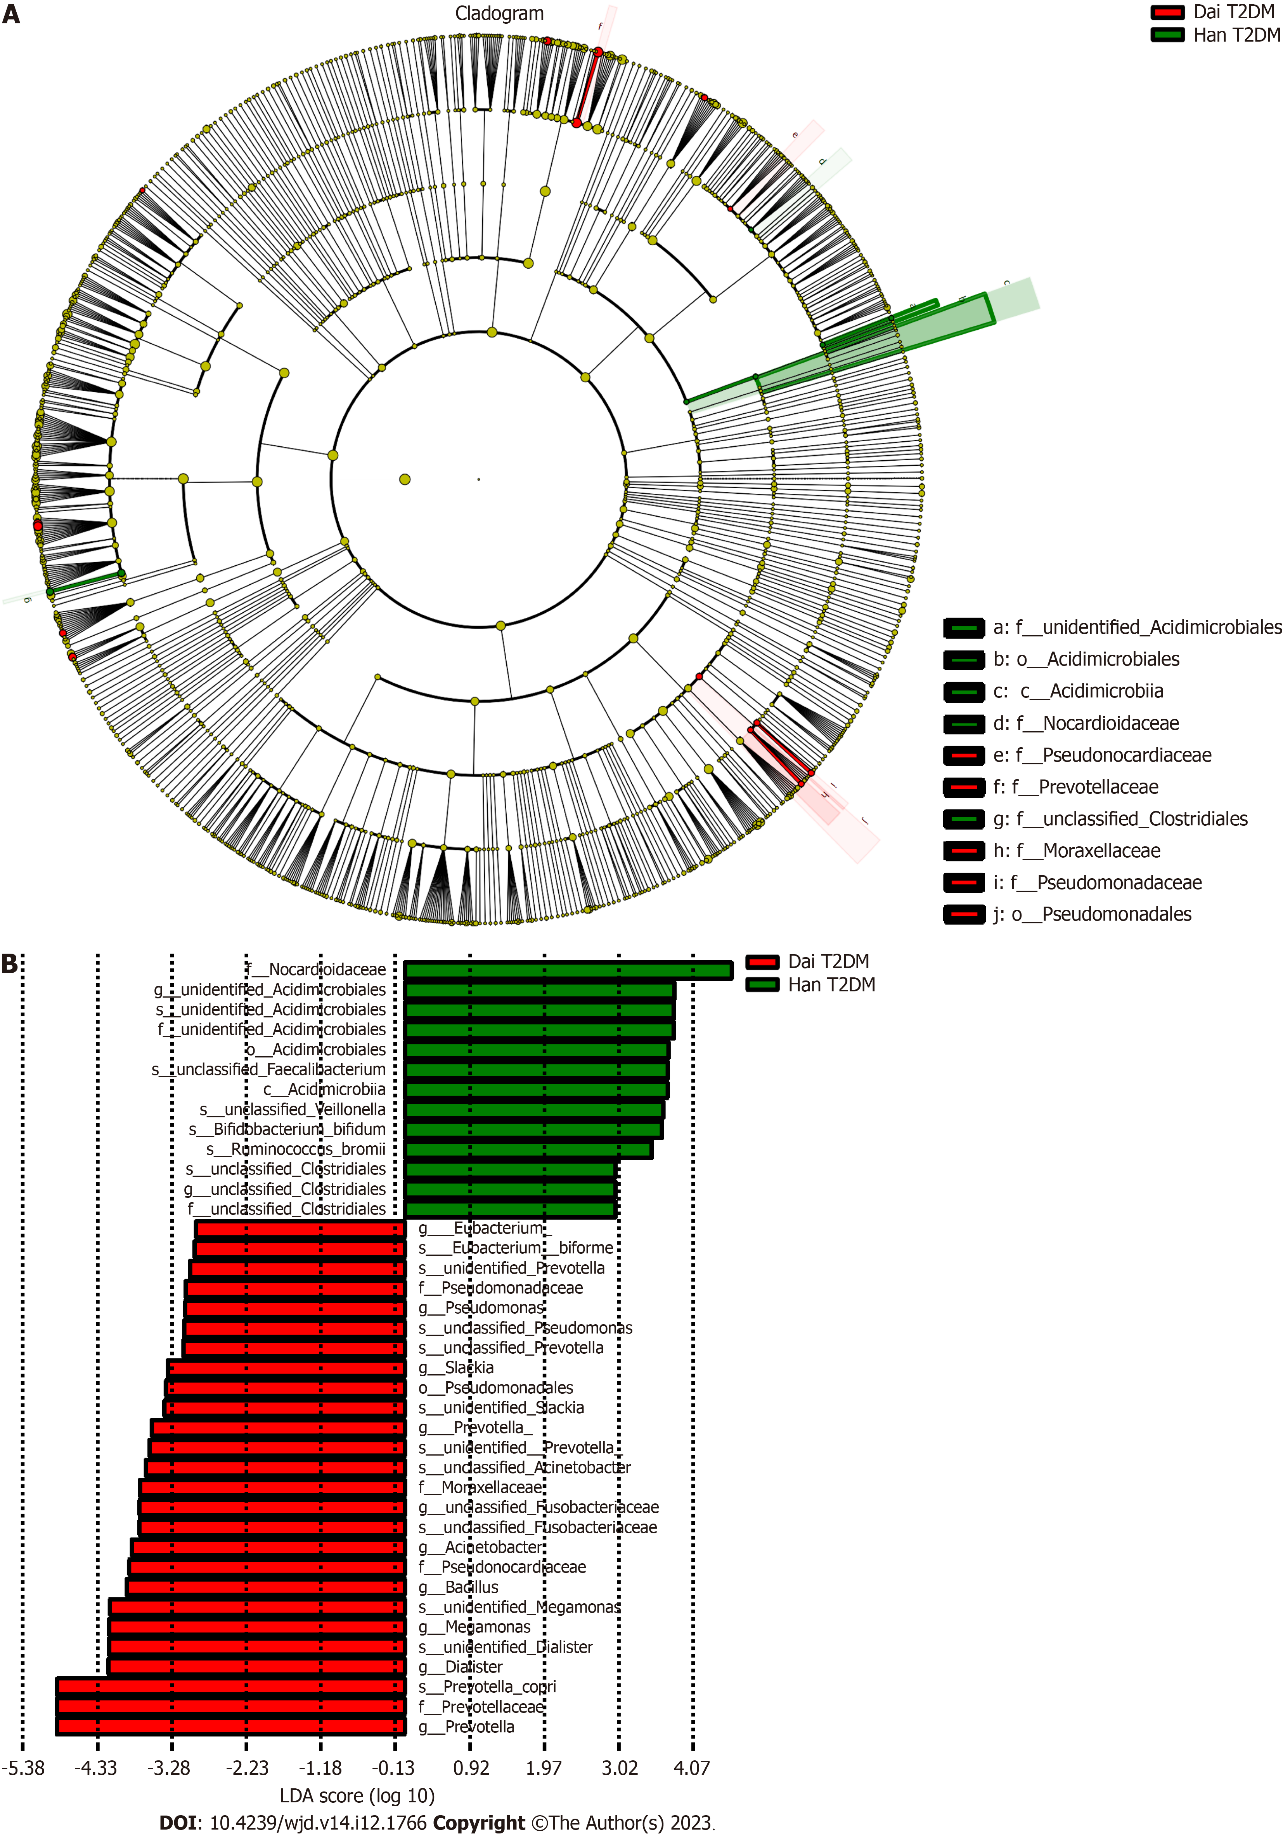 A
Cladogram
Dai T2DM
Han T2DM
f
e
d
c
g
j
a: f__unidentified_Acidimicrobiales
b: o__Acidimicrobiales
c: c__Acidimicrobiia
d: f__Nocardioidaceae
e: f__Pseudonocardiaceae
f: f__Prevotellaceae
g: f__unclassified_Clostridiales
h: f__Moraxellaceae
i: f__Pseudomonadaceae
j: o__Pseudomonadales
B
Dai T2DM
Han T2DM
f__Nocardioidaceae
g__unidentified_Acidimicrobiales
s__unidentified_Acidimicrobiales
f__unidentified_Acidimicrobiales
o__Acidimicrobiales
s__unclassified_Faecalibacterium
c__Acidimicrobiia
s__unclassified_Veillonella
s__Bifidobacterium_bifidum
s__Ruminococcus_bromii
s__unclassified_Clostridiales
g__unclassified_Clostridiales
f__unclassified_Clostridiales
g___Eubacterium_
s___Eubacterium__biforme
s__unidentified_Prevotella
f__Pseudomonadaceae
g__Pseudomonas
s__unclassified_Pseudomonas
s__unclassified_Prevotella
g__Slackia
o__Pseudomonadales
s__unidentified_Slackia
g___Prevotella_
s__unidentified__Prevotella_
s__unclassified_Acinetobacter
f__Moraxellaceae
g__unclassified_Fusobacteriaceae
s__unclassified_Fusobacteriaceae
g__Acinetobacter
f__Pseudonocardiaceae
g__Bacillus
s__unidentified_Megamonas
g__Megamonas
s__unidentified_Dialister
g__Dialister
s__Prevotella_copri
f__Prevotellaceae
g__Prevotella
-5.38 -4.33 -3.28 -2.23 -1.18 -0.13 0.92 1.97 3.02 4.07
LDA score (log 10)
DOI: 10.4239/wjd.v14.i12.1766 Copyright ©The Author(s) 2023.